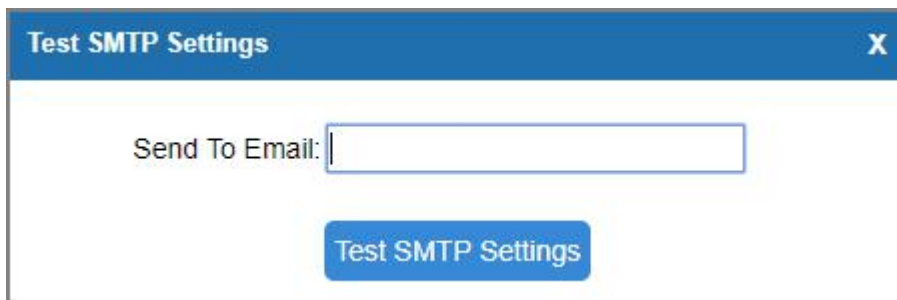 Test SMTP Settings X
Send To Email:
Test SMTP Settings